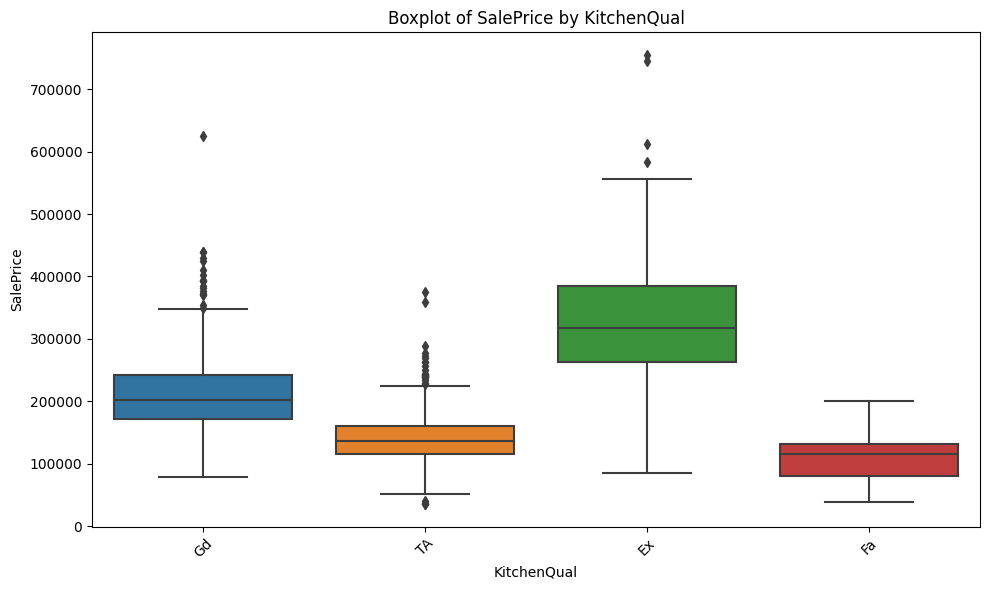 Boxplot of SalePrice by KitchenQual
SalePrice
700000
600000
500000
400000
300000
200000
100000
0
Gd TA Ex Fa
KitchenQual